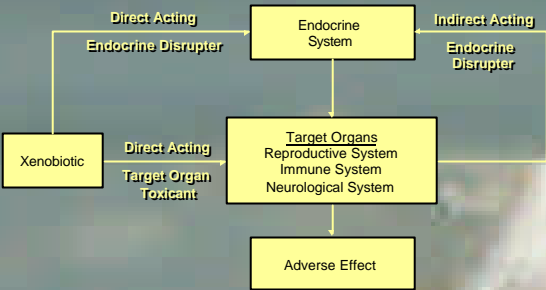 Direct Acting
Endocrine Disrupter
Endocrine
System
Indirect Acting
Endocrine
Disrupter
Xenobiotic
Direct Acting
Target Organ
Toxicant
Target Organs
Reproductive System
Immune System
Neurological System
Adverse Effect